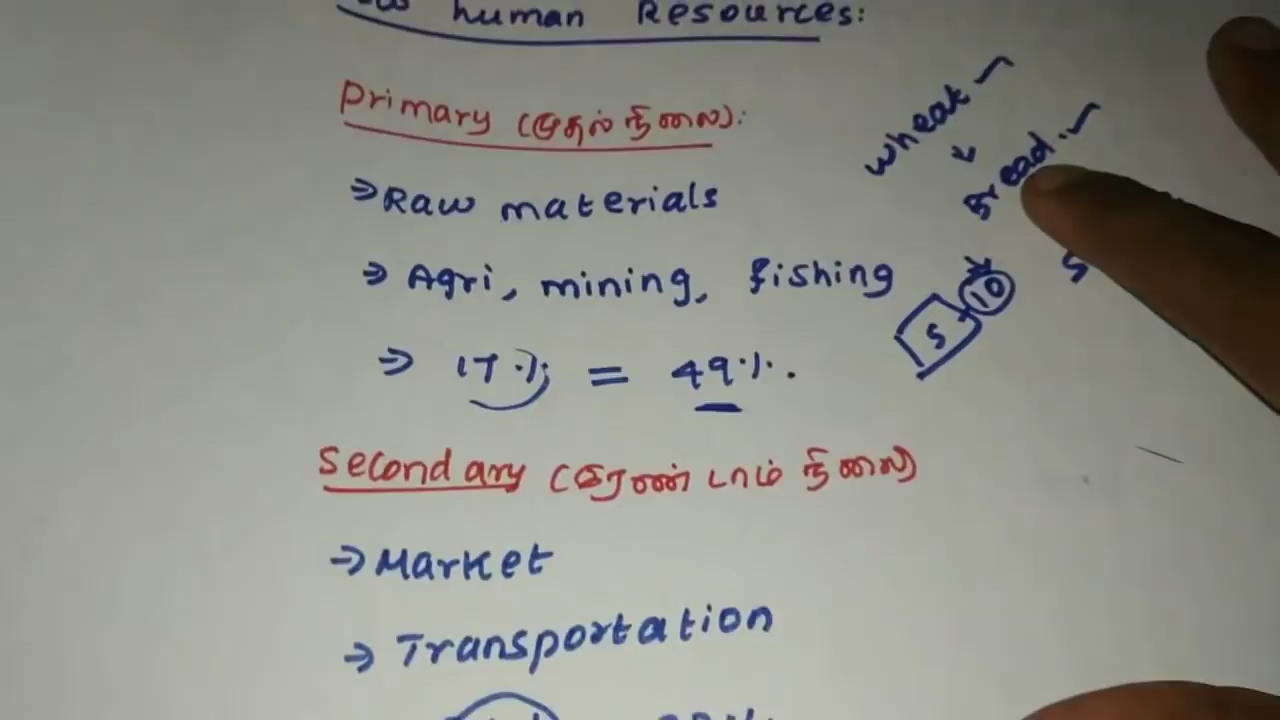 human Resources:
Primary (முதல் நிலை):
⇒ Raw materials
⇒ Agri, mining, fishing
⇒ 17% = 49%.
Secondary (இரண்டாம் நிலை)
⇒ Market
⇒ Transportation
wheat
Bread
10
5